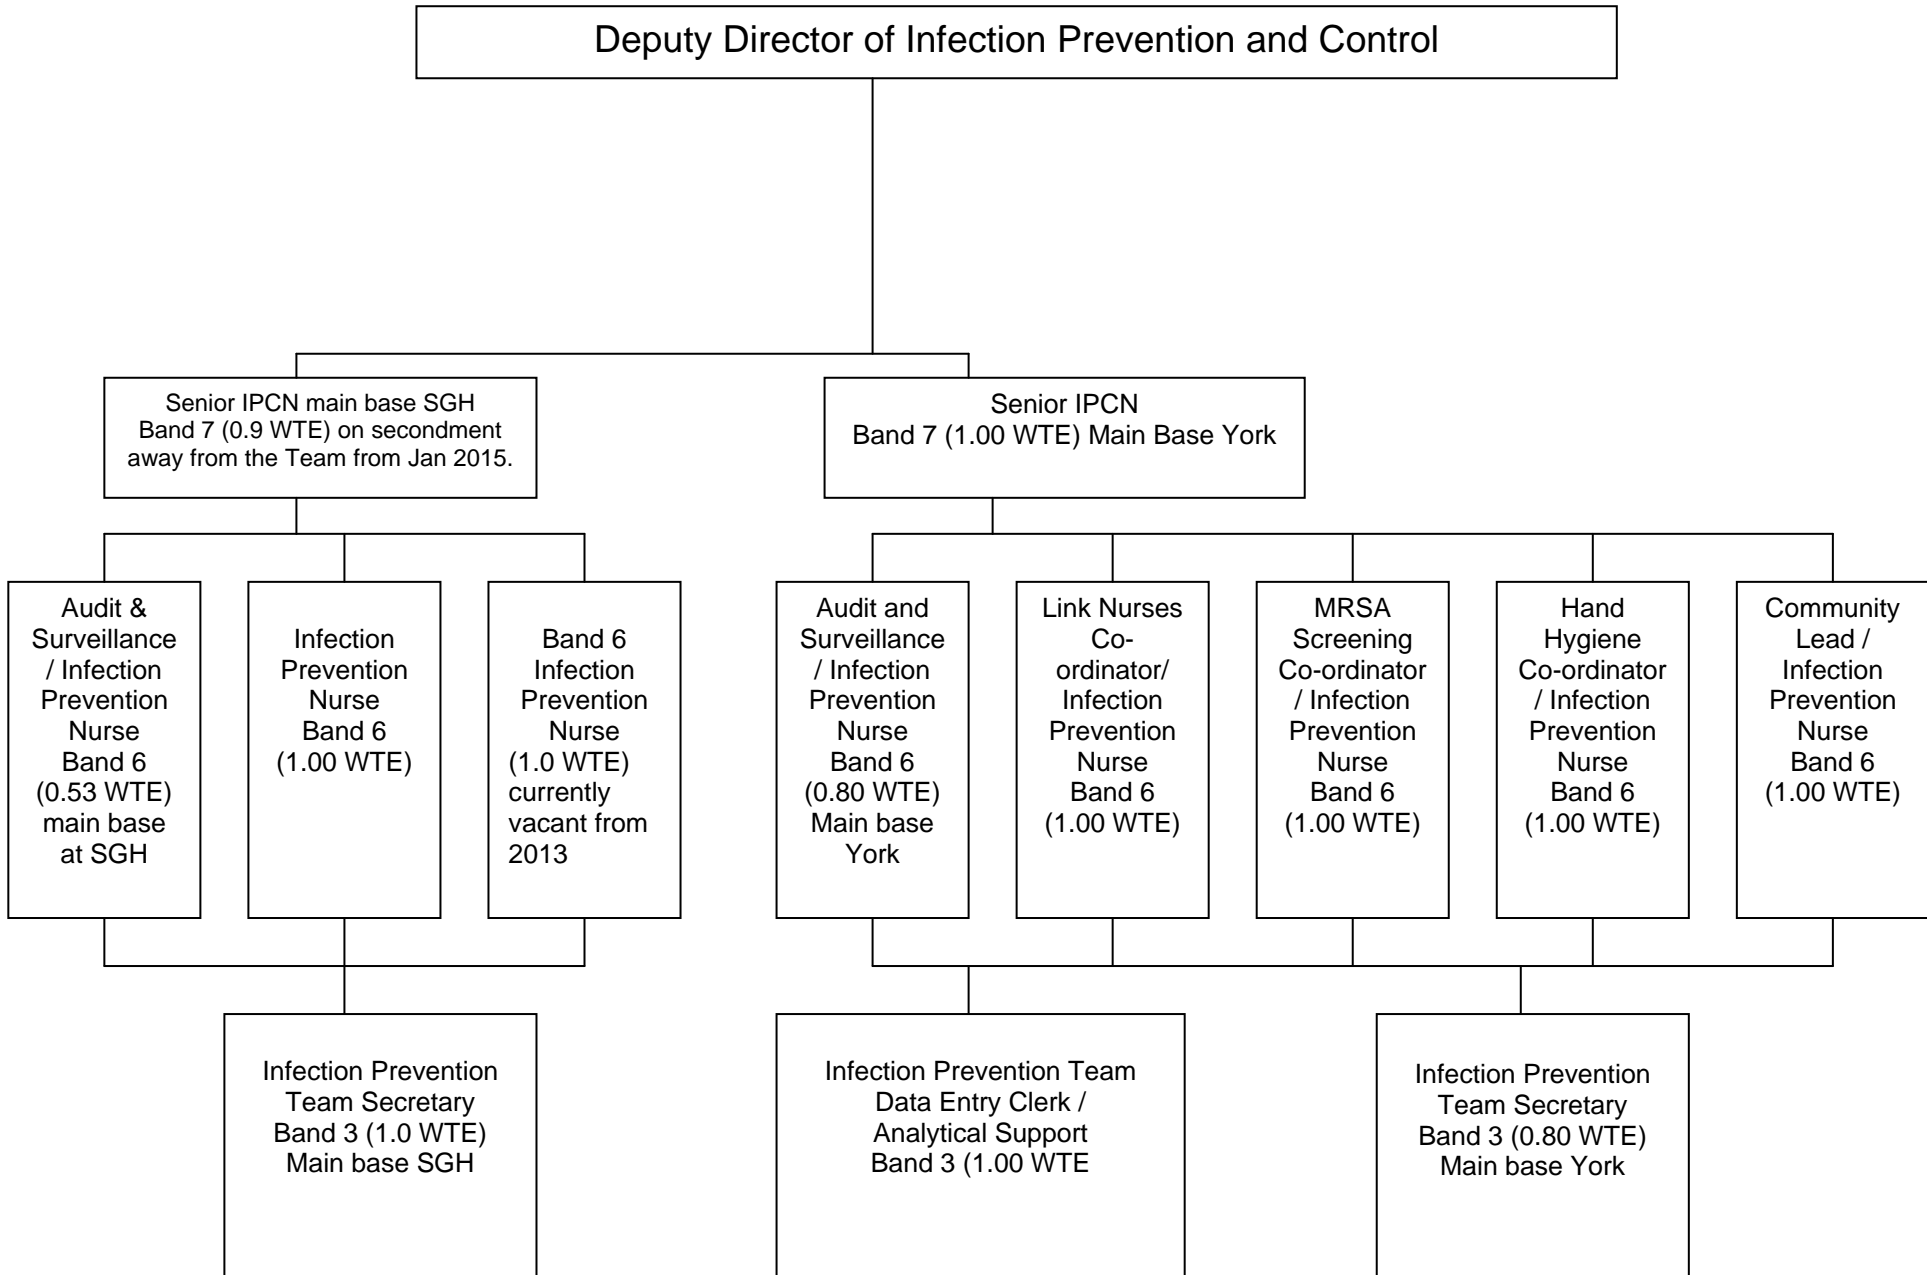 Deputy Director of Infection Prevention and Control
Senior IPCN main base SGH
Band 7 (0.9 WTE) on secondment
away from the Team from Jan 2015.
Senior IPCN
Band 7 (1.00 WTE) Main Base York
Audit &
Surveillance
/ Infection
Prevention
Nurse
Band 6
(0.53 WTE)
main base
at SGH
Infection
Prevention
Nurse
Band 6
(1.00 WTE)
Band 6
Infection
Prevention
Nurse
(1.0 WTE)
currently
vacant from
2013
Audit and
Surveillance
/ Infection
Prevention
Nurse
Band 6
(0.80 WTE)
Main base
York
Link Nurses
Co-
ordinator/
Infection
Prevention
Nurse
Band 6
(1.00 WTE)
MRSA
Screening
Co-ordinator
/ Infection
Prevention
Nurse
Band 6
(1.00 WTE)
Hand
Hygiene
Co-ordinator
/ Infection
Prevention
Nurse
Band 6
(1.00 WTE)
Community
Lead /
Infection
Prevention
Nurse
Band 6
(1.00 WTE)
Infection Prevention
Team Secretary
Band 3 (1.0 WTE)
Main base SGH
Infection Prevention Team
Data Entry Clerk /
Analytical Support
Band 3 (1.00 WTE
Infection Prevention
Team Secretary
Band 3 (0.80 WTE)
Main base York